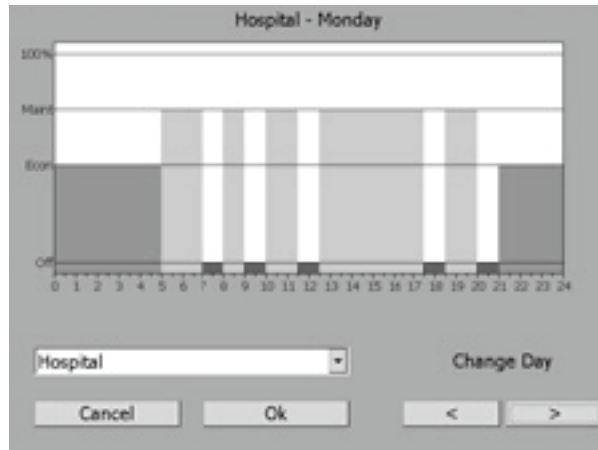 Hospital - Monday
100%
Maint
Econ
Off
0 1 2 3 4 5 6 7 8 9 10 11 12 13 14 15 16 17 18 19 20 21 22 23 24
Hospital
Change Day
Cancel Ok < >